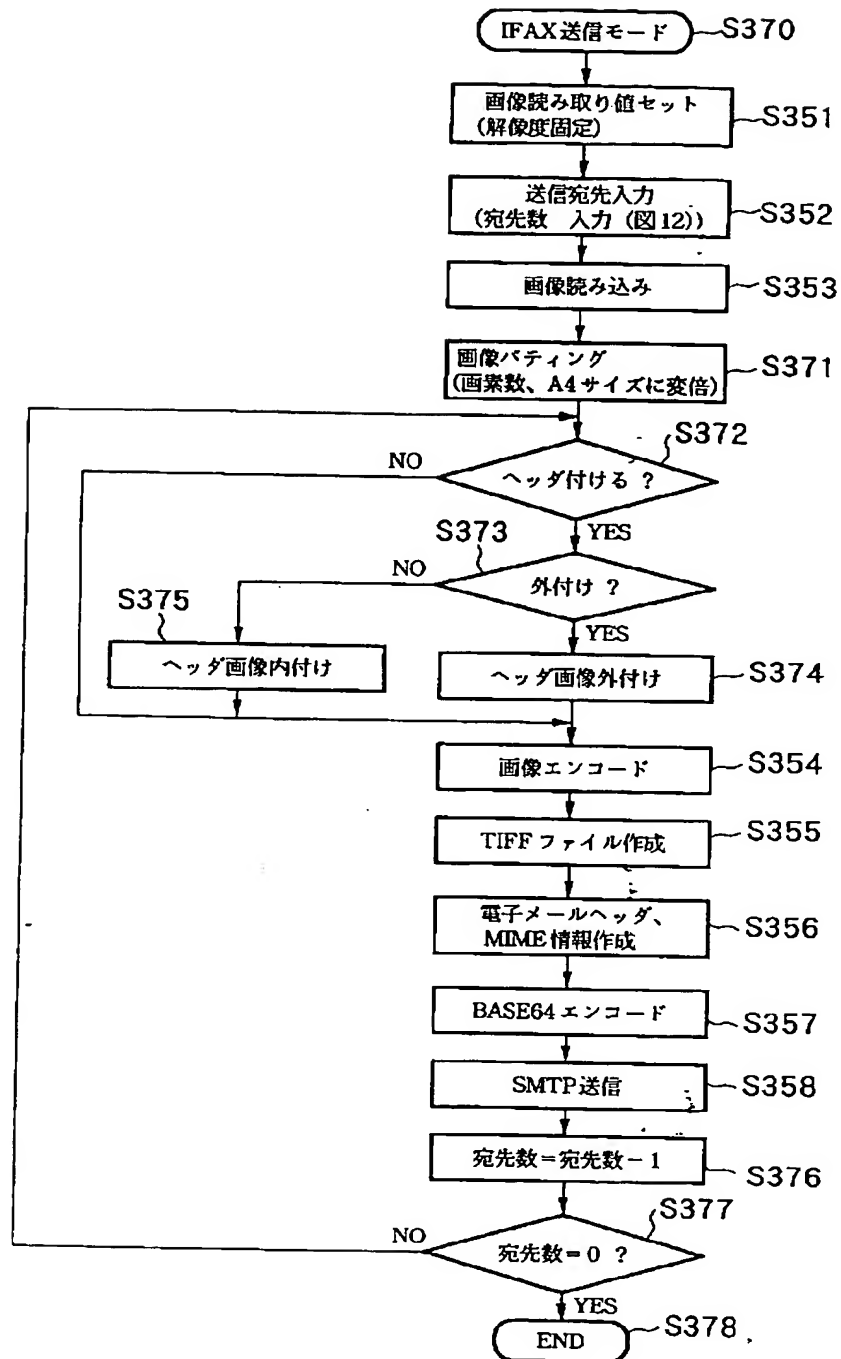 IFAX送信モード
S370
画像読み取り値セット
(解像度固定)
S351
送信宛先入力
(宛先数 入力 (図12))
S352
画像読み込み
S353
画像パティング
(画素数、A4サイズに変倍)
S371
S372
ヘッダ付ける ?
NO
YES
S373
外付け ?
NO
YES
S375
ヘッダ画像内付け
ヘッダ画像外付け
S374
画像エンコード
S354
TIFFファイル作成
S355
電子メールヘッダ、
MIME情報作成
S356
BASE64エンコード
S357
SMTP送信
S358
宛先数=宛先数-1
S376
S377
宛先数=0 ?
NO
YES
END
S378